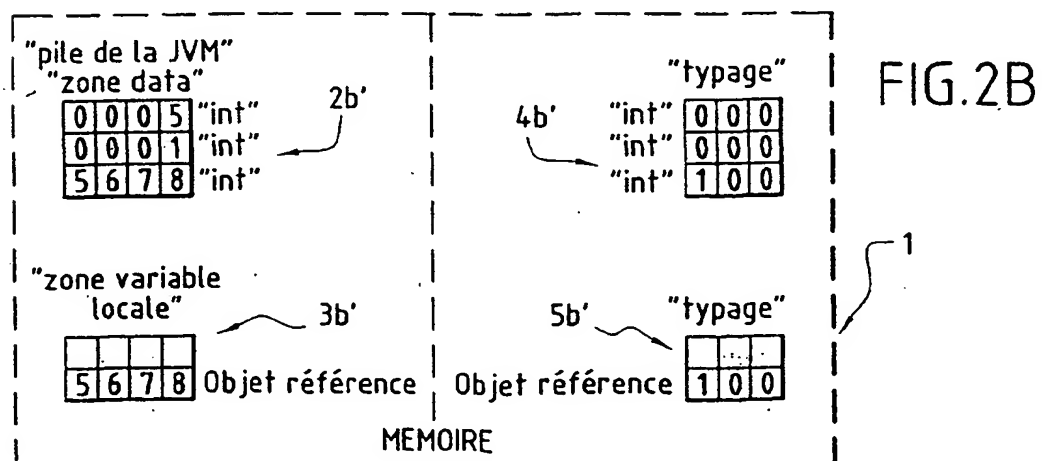 "pile de la JVM"
"zone data"
0 0 0 5 "int"
0 0 0 1 "int"
5 6 7 8 "int"
2b'
"typage"
"int" 0 0 0
"int" 0 0 0
"int" 1 0 0
4b'
FIG.2B
1
"zone variable
locale"
3b'
5 6 7 8 Objet référence
"typage"
5b'
Objet référence 1 0 0
MEMOIRE